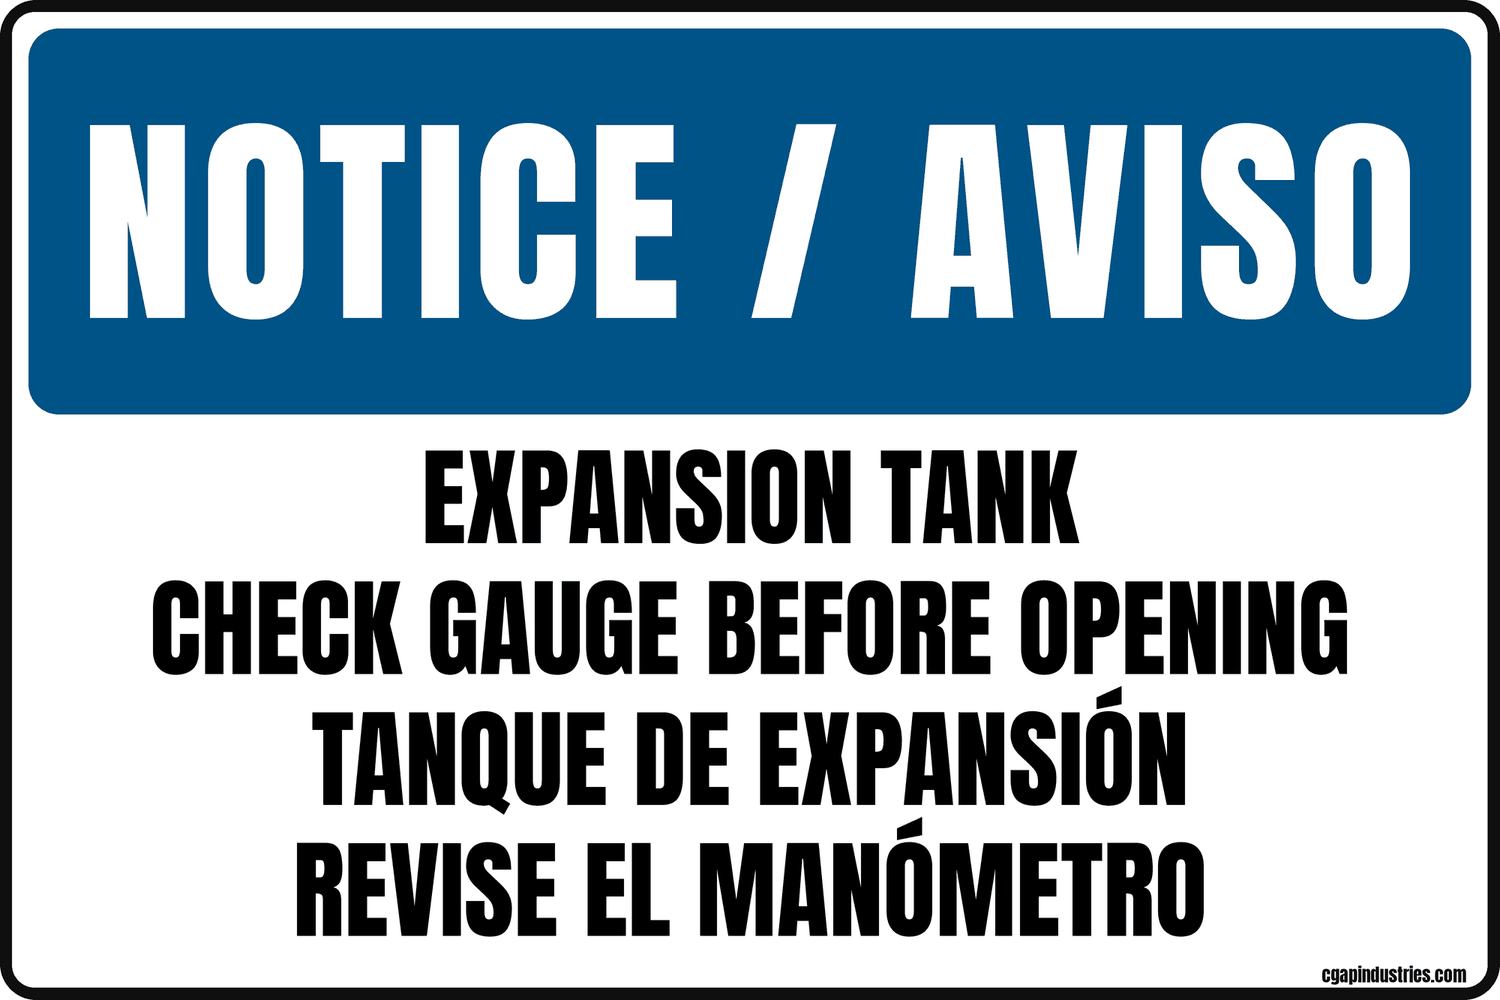 NOTICE / AVISO
EXPANSION TANK
CHECK GAUGE BEFORE OPENING
TANQUE DE EXPANSIÓN
REVISE EL MANÓMETRO
cgapindustries.com